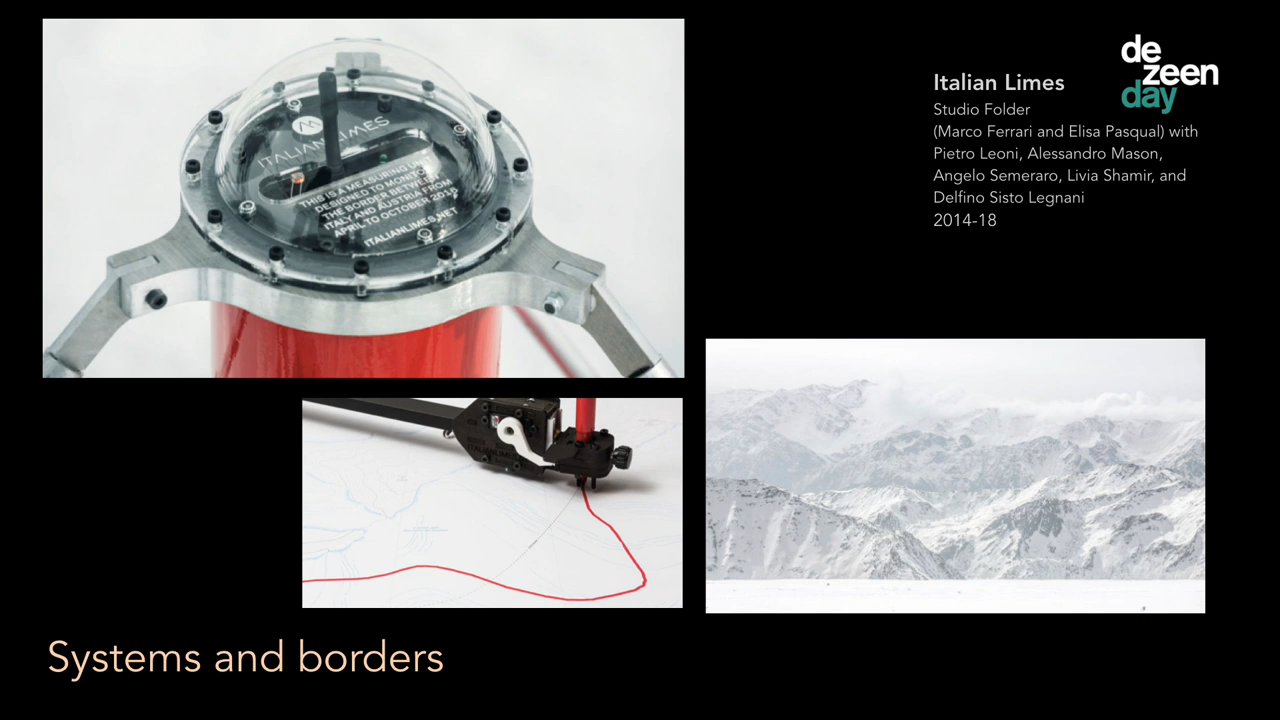 ITALIAN LIMES
THIS IS A MEASURING UNIT
DESIGNED TO MONITOR
THE BORDER BETWEEN
ITALY AND AUSTRIA FROM
APRIL TO OCTOBER 2016
ITALIANLIMES.NET
Italian Limes
Studio Folder
(Marco Ferrari and Elisa Pasqual) with
Pietro Leoni, Alessandro Mason,
Angelo Semeraro, Livia Shamir, and
Delfino Sisto Legnani
2014-18
de
zeen
day
Systems and borders